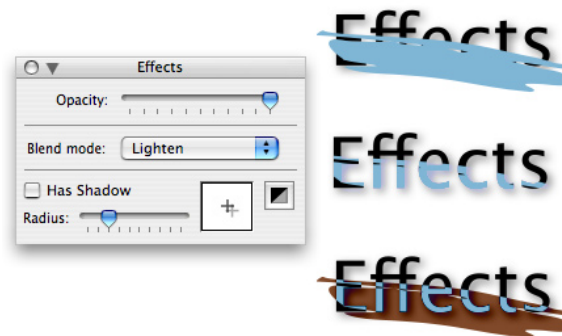 Effects
Opacity:
Blend mode: Lighten
Has Shadow
Radius:
Effects
Effects
Effects